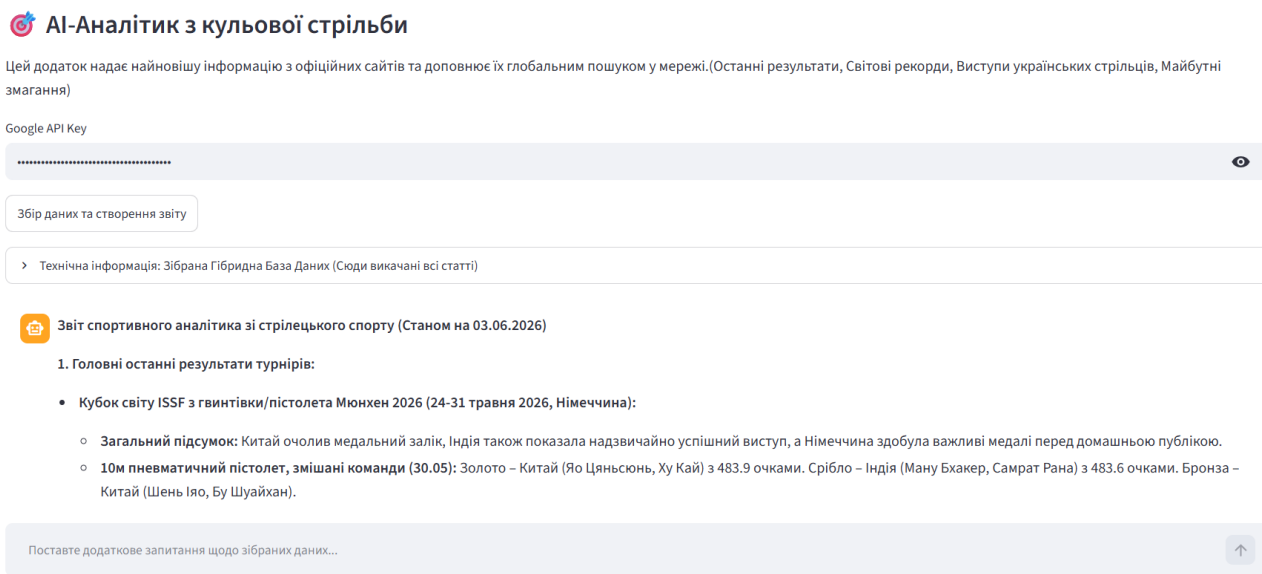 AI-Аналітик з кульової стрільби
Цей додаток надає найновішу інформацію з офіційних сайтів та доповнює їх глобальним пошуком у мережі.(Останні результати, Світові рекорди, Виступи українських стрільців, Майбутні
змагання)
Google API Key
Збір даних та створення звіту
Технічна інформація: Зібрана Гібридна База Даних (Сюди викачані всі статті)
Звіт спортивного аналітика зі стрілецького спорту (Станом на 03.06.2026)
1. Головні останні результати турнірів:
Кубок світу ISSF з гвинтівки/пістолета Мюнхен 2026 (24-31 травня 2026, Німеччина):
Загальний підсумок: Китай очолив медальний залік, Індія також показала надзвичайно успішний виступ, а Німеччина здобула важливі медалі перед домашньою публікою.
10м пневматичний пістолет, змішані команди (30.05): Золото – Китай (Яо Цяньсюнь, Ху Кай) з 483.9 очками. Срібло – Індія (Ману Бхакер, Самрат Рана) з 483.6 очками. Бронза –
Китай (Шень Іяо, Бу Шуайхан).
Поставте додаткове запитання щодо зібраних даних...